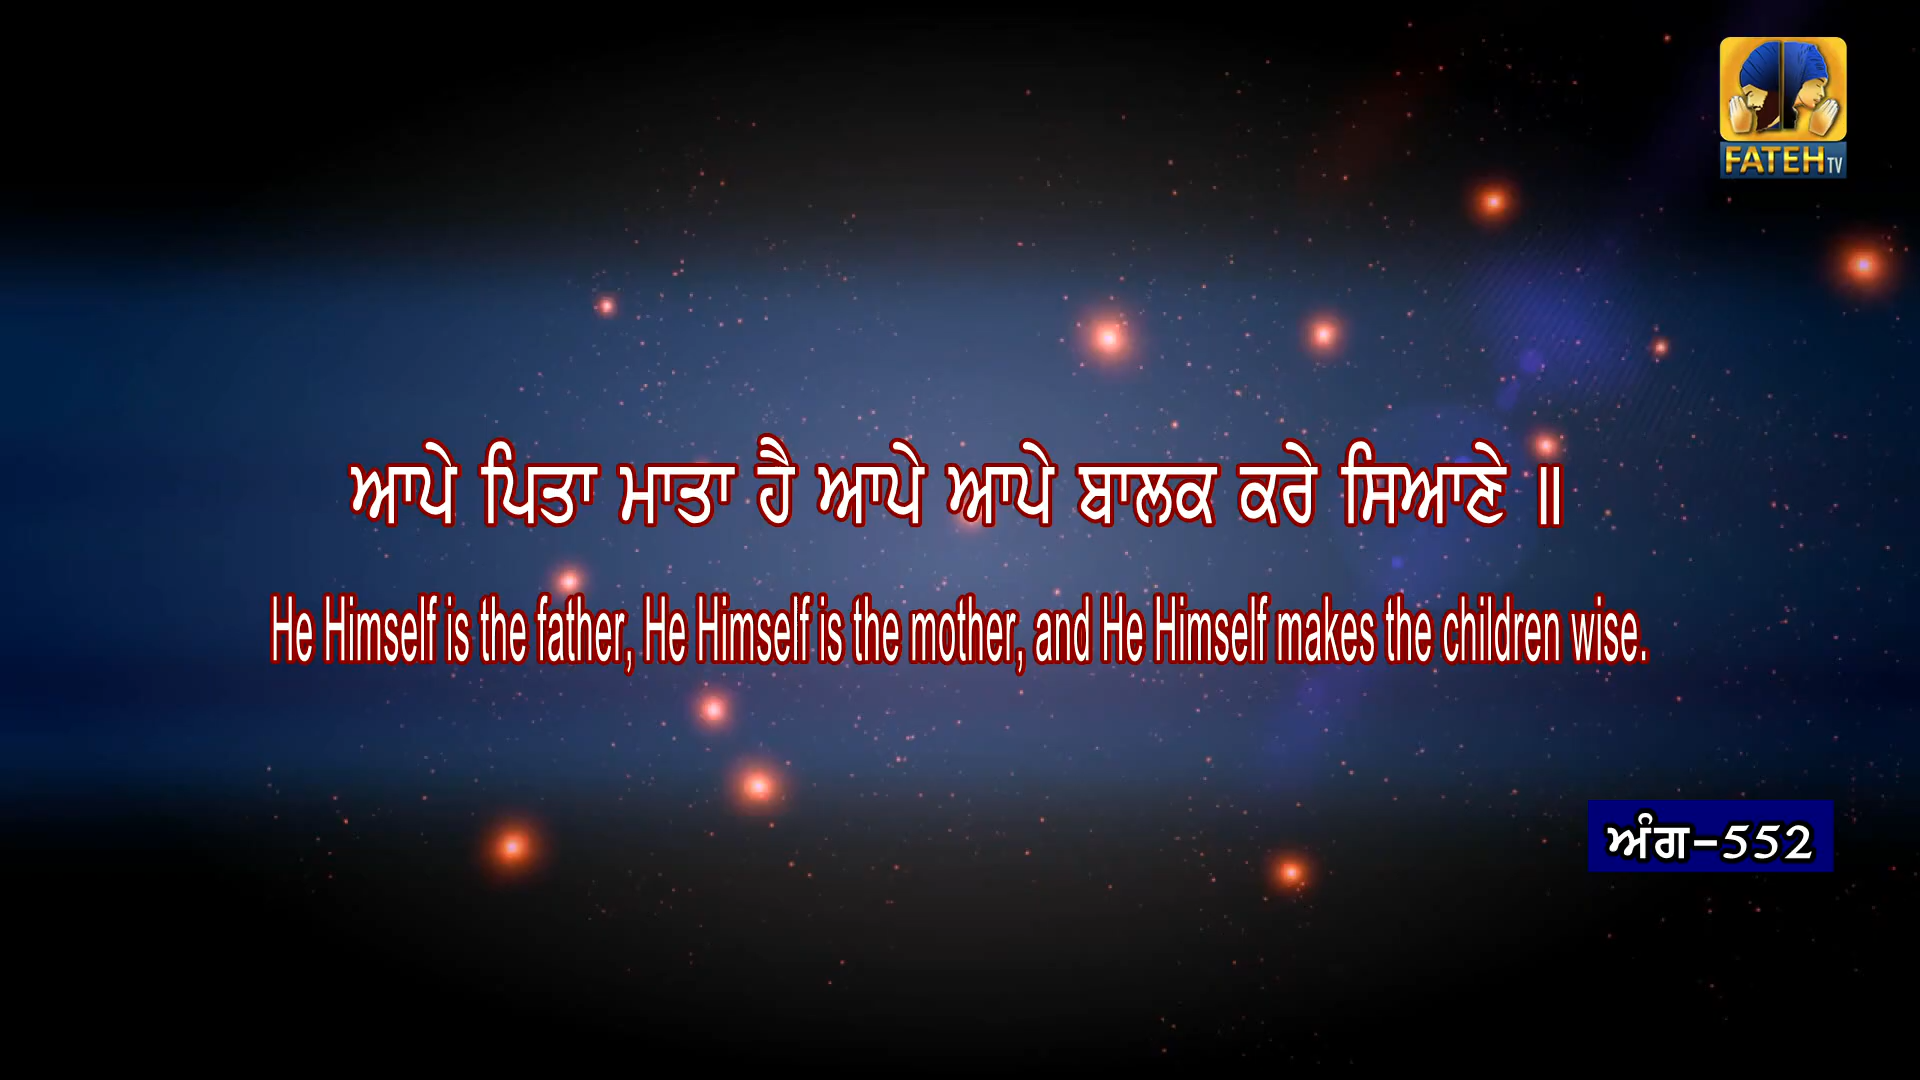 FATEH TV
ਆਪੇ ਪਿਤਾ ਮਾਤਾ ਹੈ ਆਪੇ ਆਪੇ ਬਾਲਕ ਕਰੇ ਸਿਆਣੇ ॥
He Himself is the father, He Himself is the mother, and He Himself makes the children wise.
ਅੰਗ-552